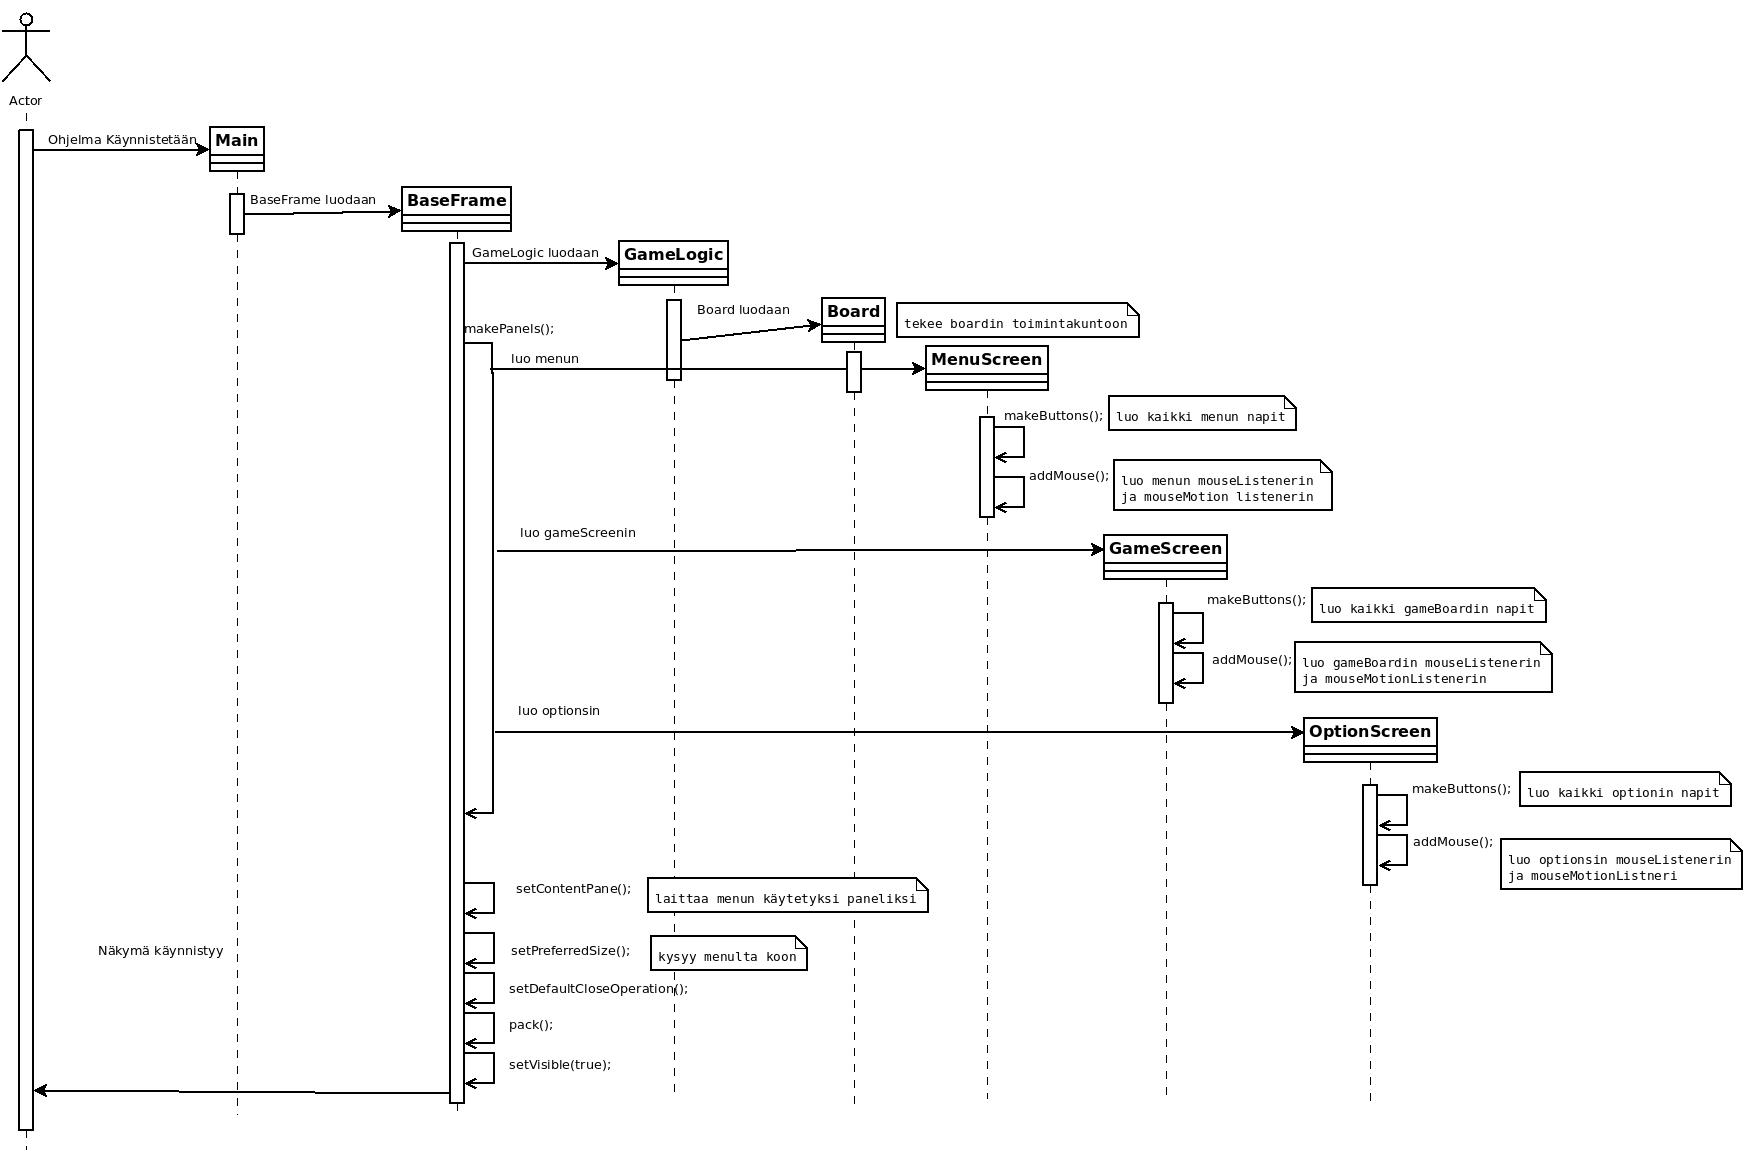 Actor
Ohjelma Käynnistetään
Main
BaseFrame luodaan
BaseFrame
GameLogic luodaan
GameLogic
Board luodaan
Board
tekee boardin toimintakuntoon
makePanels();
luo menun
MenuScreen
makeButtons();
luo kaikki menun napit
addMouse();
luo menun mouseListenerin
ja mouseMotion listenerin
luo gameScreenin
GameScreen
makeButtons();
luo kaikki gameBoardin napit
addMouse();
luo gameBoardin mouseListenerin
ja mouseMotionListenerin
luo optionsin
OptionScreen
makeButtons();
luo kaikki optionin napit
addMouse();
luo optionsin mouseListenerin
ja mouseMotionListneri
setContentPane();
laittaa menun käytetyksi paneliksi
Näkymä käynnistyy
setPreferredSize();
kysyy menulta koon
setDefaultCloseOperation();
pack();
setVisible(true);